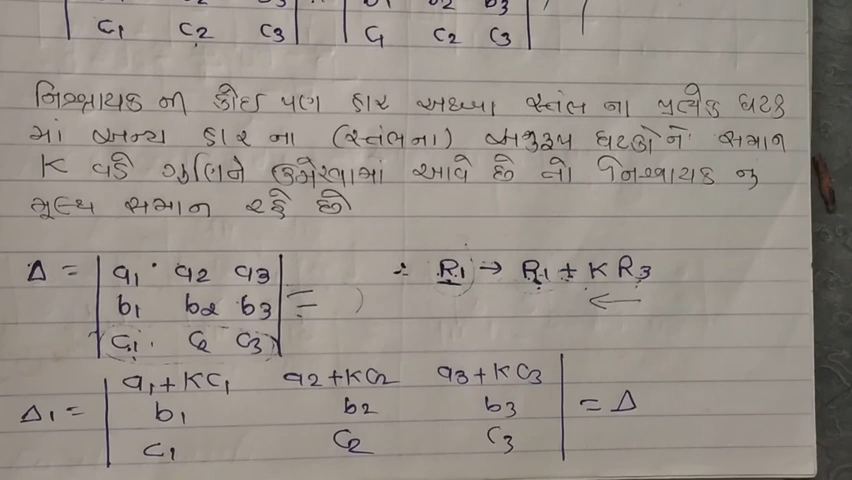 c1 c2 c3 | | c1 c2 c3
નિશ્ચાયક ની કોઇ પણ હાર અથવા સ્તંભ ના પ્રત્યેક ઘટક
માં અન્ય હાર ના (સ્તંભના) અનુરૂપ ઘટકોને સમાન
K વડે ગુણિને ઉમેરવામાં આવે છે તો નિશ્ચાયક નુ
મૂલ્ય સમાન રહે છે
Δ = | a1 a2 a3 | ∴ R1 → R1 + K R3
| b1 b2 b3 | =
| c1 c2 c3 |
| a1+KC1 a2+KC2 a3+KC3 |
Δ1 = | b1 b2 b3 | = Δ
| c1 c2 c3 |